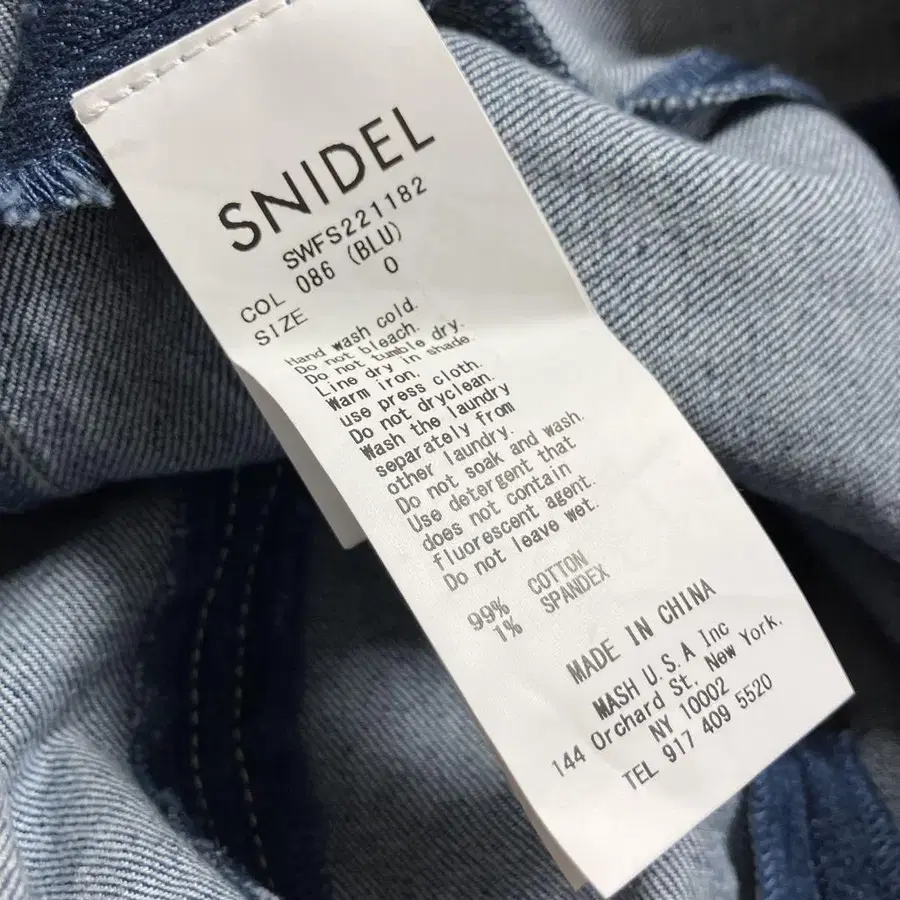 SNIDEL
SWFS221182
COL 086 (BLU)
SIZE 0
Hand wash cold.
Do not bleach.
Do not tumble dry.
Line dry in shade.
Warm iron.
use press cloth.
Do not dryclean.
Wash the laundry
separately from
other laundry.
Do not soak and wash.
Use detergent that
does not contain
fluorescent agent.
Do not leave wet.
99% COTTON
1% SPANDEX
MADE IN CHINA
MASH U.S.A Inc
144 Orchard St, New York.
NY 10002
TEL 917 409 5520